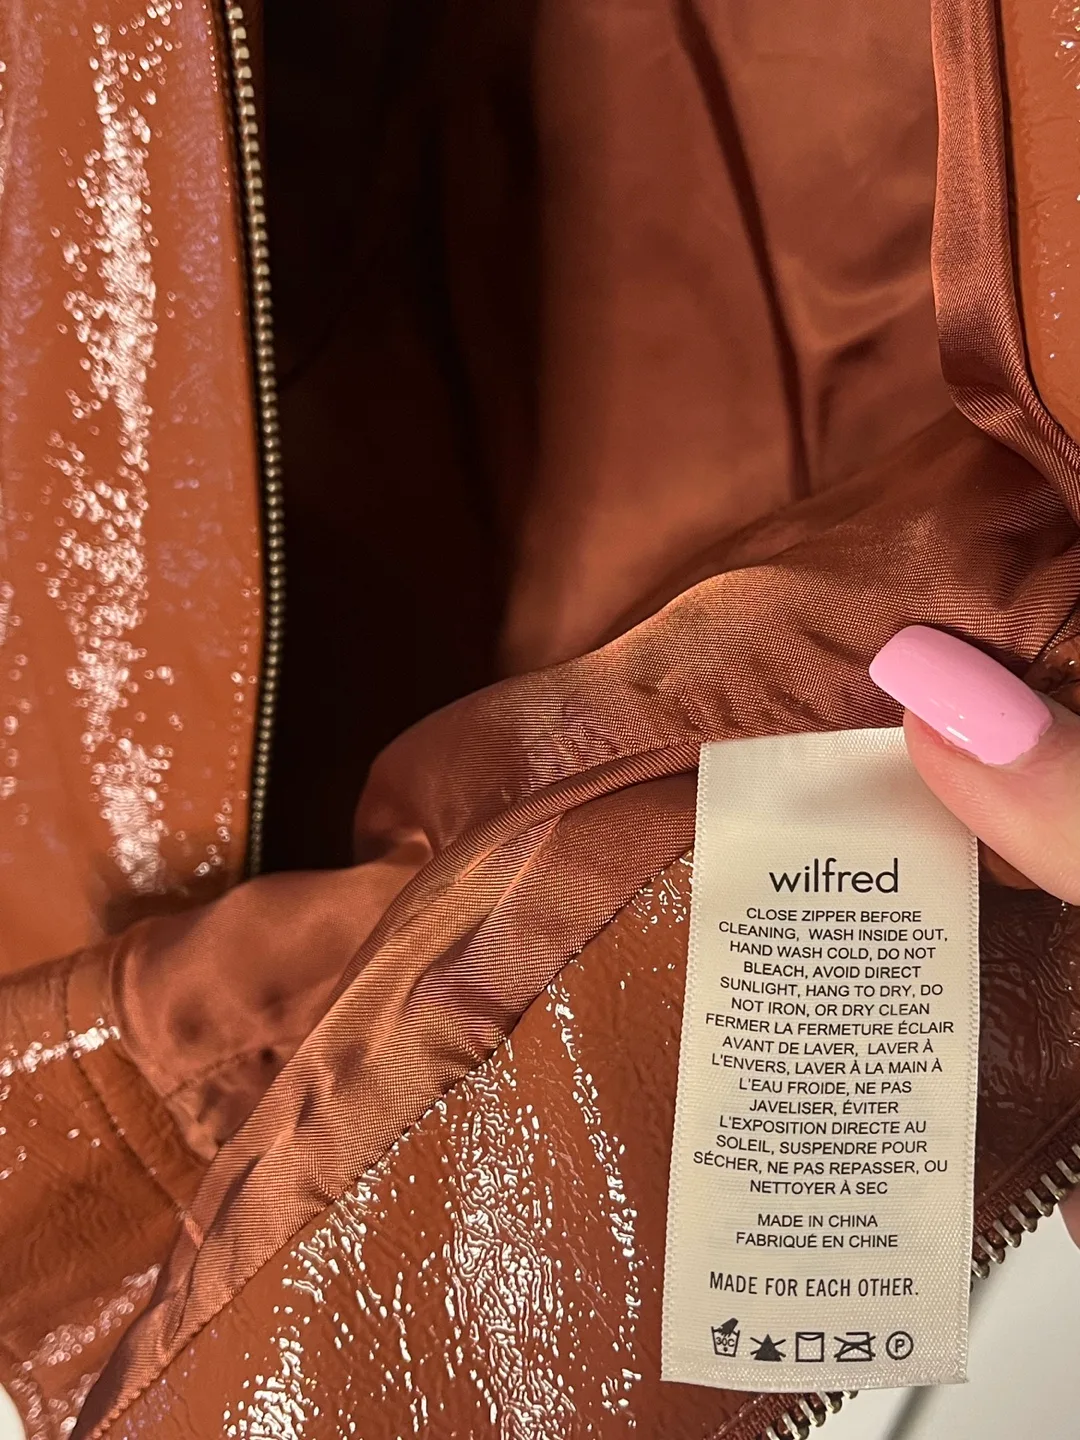 wilfred
CLOSE ZIPPER BEFORE
CLEANING, WASH INSIDE OUT,
HAND WASH COLD, DO NOT
BLEACH, AVOID DIRECT
SUNLIGHT, HANG TO DRY, DO
NOT IRON, OR DRY CLEAN
FERMER LA FERMETURE ÉCLAIR
AVANT DE LAVER, LAVER À
L'ENVERS, LAVER À LA MAIN À
L'EAU FROIDE, NE PAS
JAVELISER, ÉVITER
L'EXPOSITION DIRECTE AU
SOLEIL, SUSPENDRE POUR
SÉCHER, NE PAS REPASSER, OU
NETTOYER À SEC
MADE IN CHINA
FABRIQUÉ EN CHINE
MADE FOR EACH OTHER.
30C P